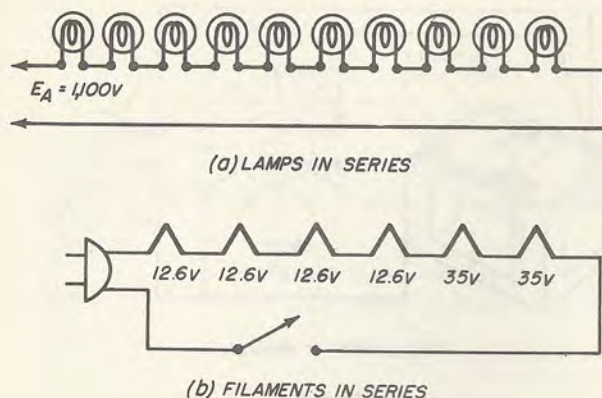 E_A = 1,100V
(a) LAMPS IN SERIES
12.6V 12.6V 12.6V 12.6V 35V 35V
(b) FILAMENTS IN SERIES